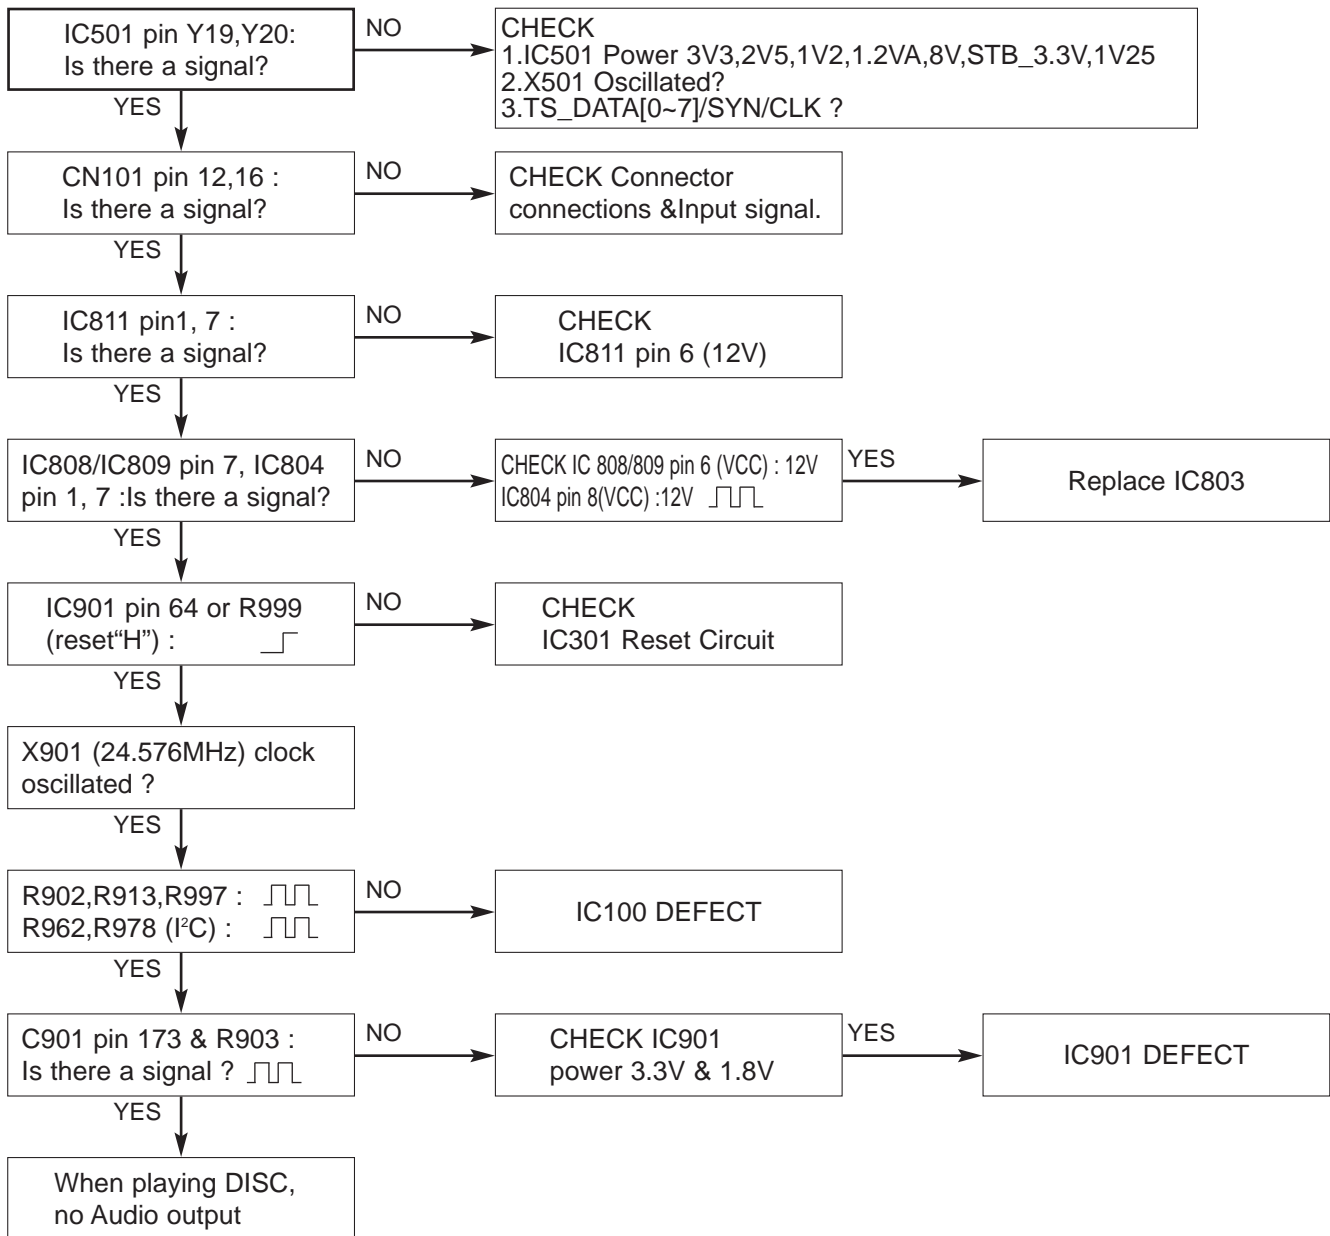 IC501 pin Y19,Y20:
Is there a signal?
NO
CHECK
1.IC501 Power 3V3,2V5,1V2,1.2VA,8V,STB_3.3V,1V25
2.X501 Oscillated?
3.TS_DATA[0~7]/SYN/CLK ?
YES
CN101 pin 12,16 :
Is there a signal?
NO
CHECK Connector
connections &Input signal.
YES
IC811 pin1, 7 :
Is there a signal?
NO
CHECK
IC811 pin 6 (12V)
YES
IC808/IC809 pin 7, IC804
pin 1, 7 :Is there a signal?
NO
CHECK IC 808/809 pin 6 (VCC) : 12V
IC804 pin 8(VCC) :12V
YES
Replace IC803
YES
IC901 pin 64 or R999
(reset“H”) :
NO
CHECK
IC301 Reset Circuit
YES
X901 (24.576MHz) clock
oscillated ?
YES
R902,R913,R997 :
R962,R978 (I²C) :
NO
IC100 DEFECT
YES
C901 pin 173 & R903 :
Is there a signal ?
NO
CHECK IC901
power 3.3V & 1.8V
YES
IC901 DEFECT
YES
When playing DISC,
no Audio output